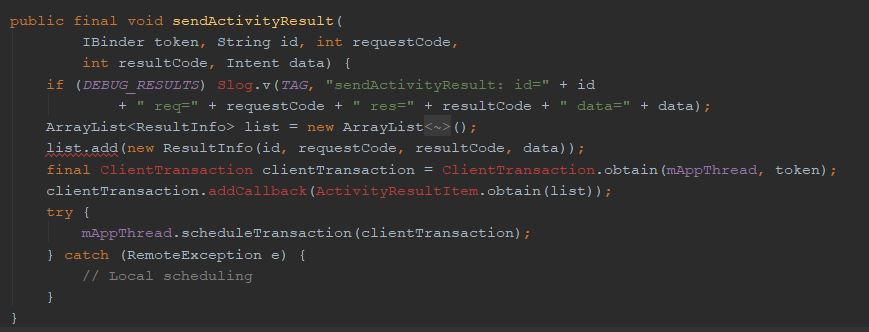 public final void sendActivityResult(
        IBinder token, String id, int requestCode,
        int resultCode, Intent data) {
    if (DEBUG_RESULTS) Slog.v(TAG, "sendActivityResult: id=" + id
            + " req=" + requestCode + " res=" + resultCode + " data=" + data);
    ArrayList<ResultInfo> list = new ArrayList<~>();
    list.add(new ResultInfo(id, requestCode, resultCode, data));
    final ClientTransaction clientTransaction = ClientTransaction.obtain(mAppThread, token);
    clientTransaction.addCallback(ActivityResultItem.obtain(list));
    try {
        mAppThread.scheduleTransaction(clientTransaction);
    } catch (RemoteException e) {
        // Local scheduling
    }
}